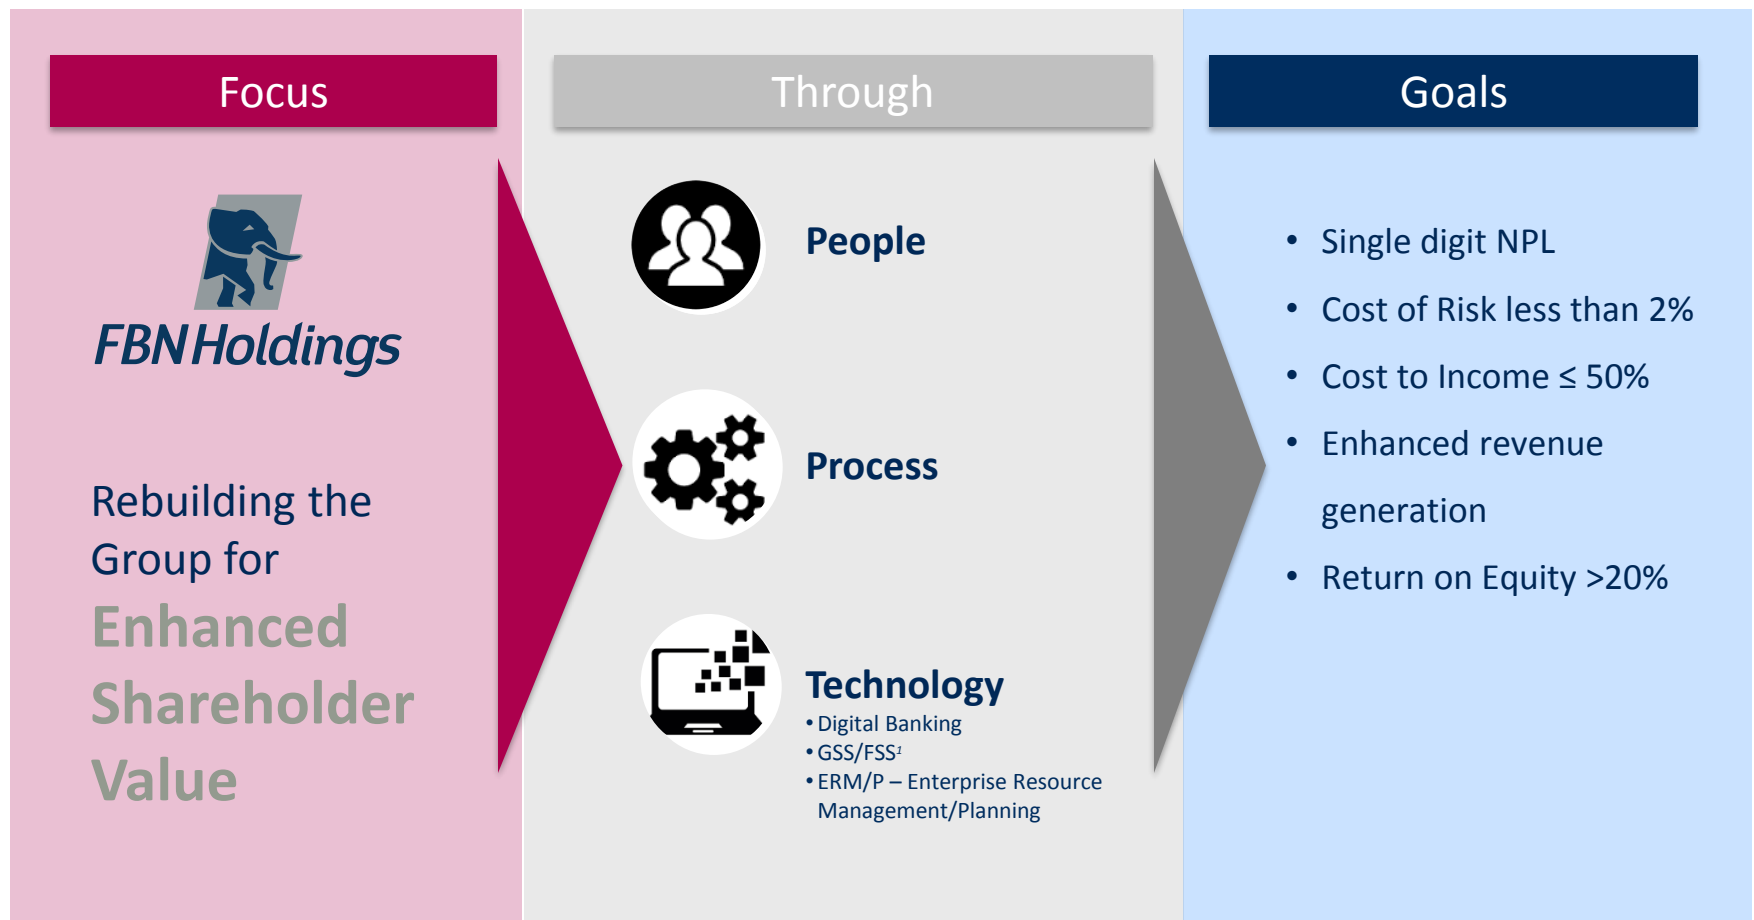 Focus
FBNHoldings
Rebuilding the
Group for
Enhanced
Shareholder
Value
Through
People
Process
Technology
• Digital Banking
• GSS/FSS¹
• ERM/P – Enterprise Resource
Management/Planning
Goals
• Single digit NPL
• Cost of Risk less than 2%
• Cost to Income ≤ 50%
• Enhanced revenue
generation
• Return on Equity >20%